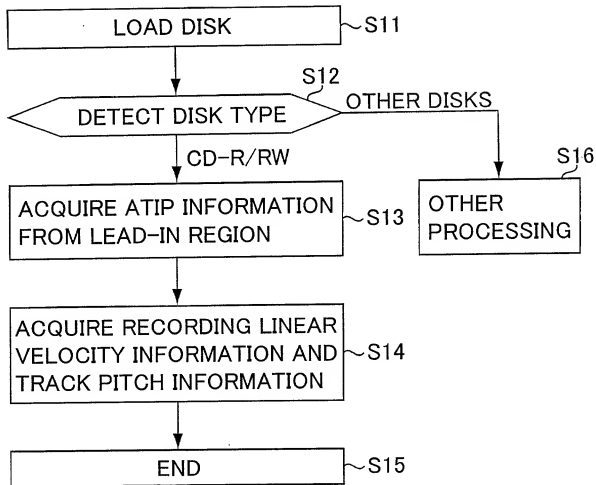 LOAD DISK
S11
S12
DETECT DISK TYPE
OTHER DISKS
CD-R/RW
S16
ACQUIRE ATIP INFORMATION
FROM LEAD-IN REGION
S13
OTHER
PROCESSING
ACQUIRE RECORDING LINEAR
VELOCITY INFORMATION AND
TRACK PITCH INFORMATION
S14
END
S15